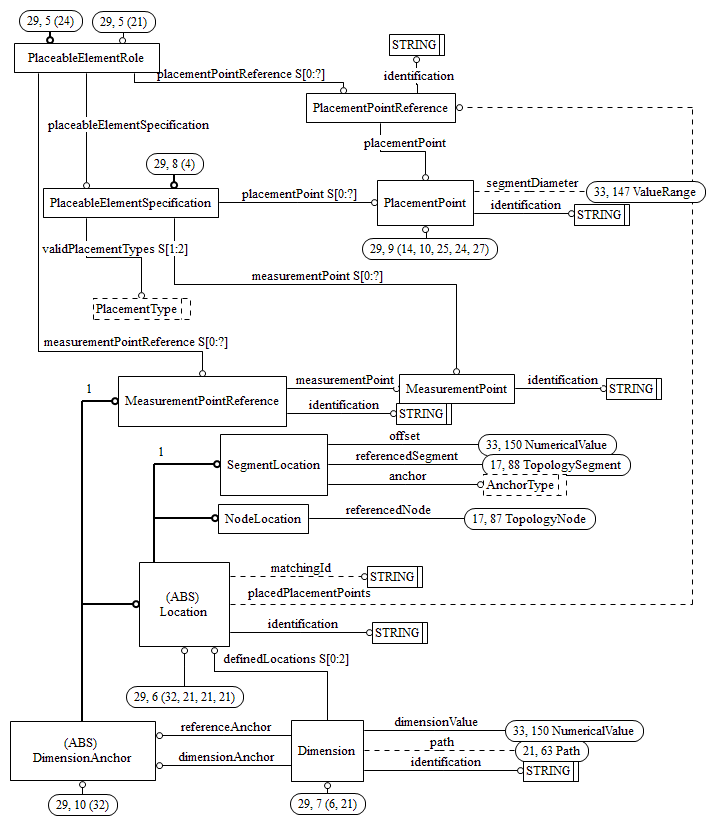 29, 5 (24)
29, 5 (21)
STRING
PlaceableElementRole
placementPointReference S[0:?]
identification
PlacementPointReference
placeableElementSpecification
placementPoint
29, 8 (4)
segmentDiameter
33, 147 ValueRange
PlaceableElementSpecification
placementPoint S[0:?]
PlacementPoint
identification
STRING
validPlacementTypes S[1:2]
29, 9 (14, 10, 25, 24, 27)
measurementPoint S[0:?]
PlacementType
measurementPointReference S[0:?]
1
MeasurementPointReference
measurementPoint
MeasurementPoint
identification
STRING
identification
STRING
offset
33, 150 NumericalValue
1
SegmentLocation
referencedSegment
17, 88 TopologySegment
anchor
AnchorType
NodeLocation
referencedNode
17, 87 TopologyNode
matchingId
STRING
(ABS)
Location
placedPlacementPoints
identification
STRING
definedLocations S[0:2]
29, 6 (32, 21, 21, 21)
(ABS)
DimensionAnchor
referenceAnchor
dimensionAnchor
Dimension
dimensionValue
33, 150 NumericalValue
path
21, 63 Path
identification
STRING
29, 10 (32)
29, 7 (6, 21)